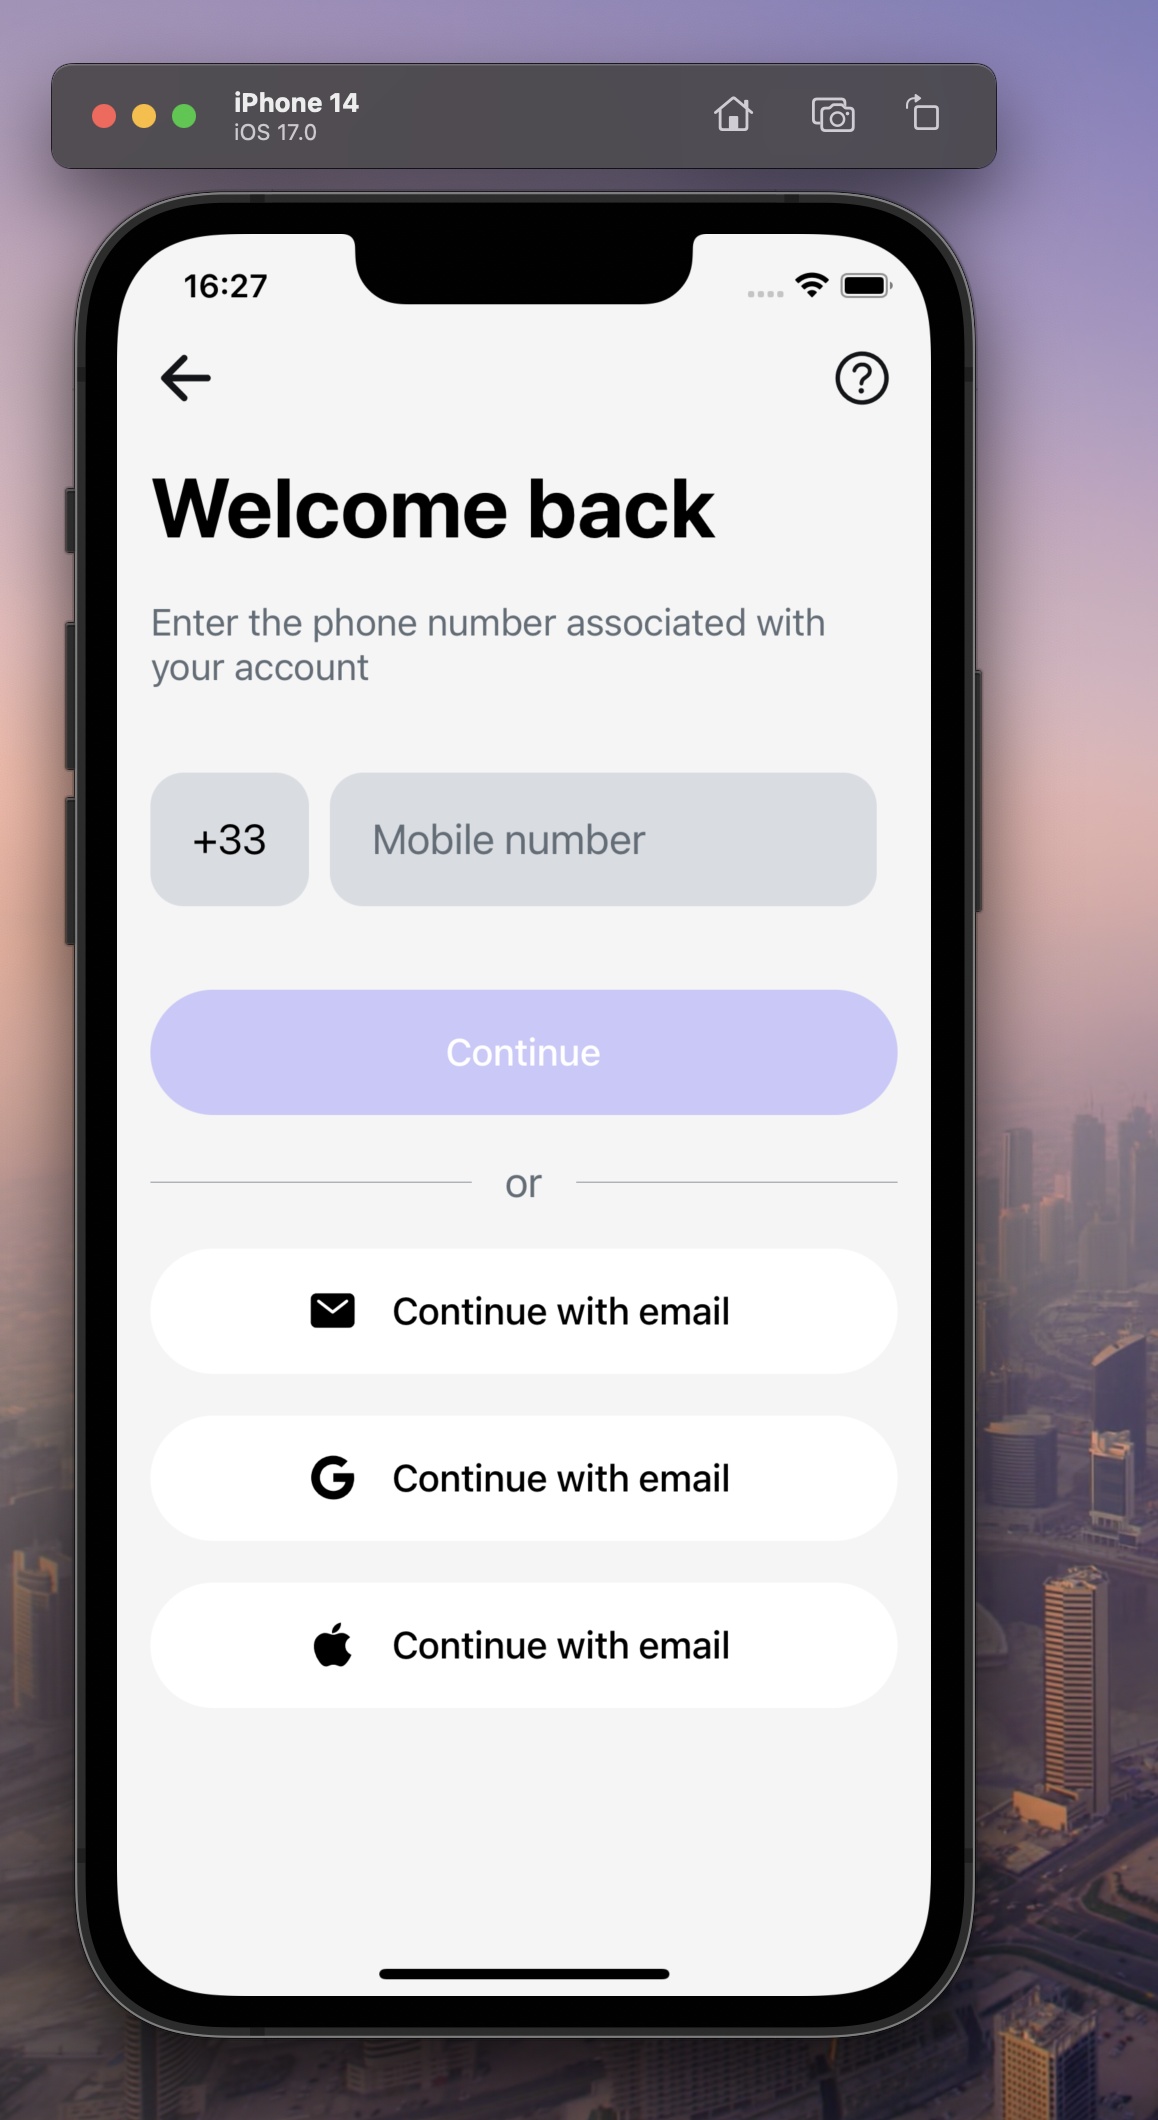 iPhone 14
iOS 17.0
16:27
Welcome back
Enter the phone number associated with
your account
+33
Mobile number
Continue
or
Continue with email
Continue with email
Continue with email